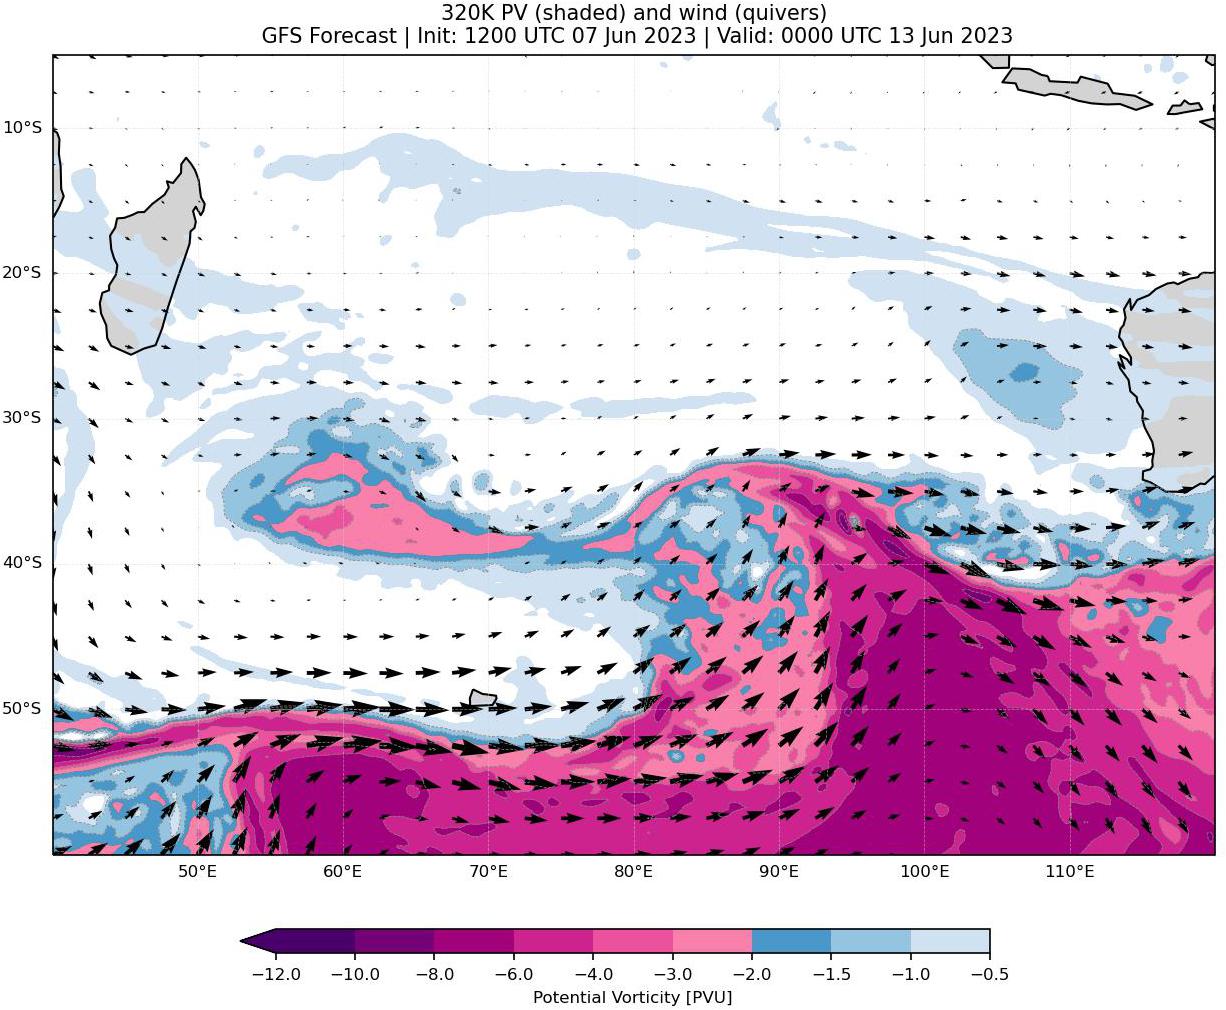 320K PV (shaded) and wind (quivers)
GFS Forecast | Init: 1200 UTC 07 Jun 2023 | Valid: 0000 UTC 13 Jun 2023
10°S
20°S
30°S
40°S
50°S
50°E 60°E 70°E 80°E 90°E 100°E 110°E
−12.0 −10.0 −8.0 −6.0 −4.0 −3.0 −2.0 −1.5 −1.0 −0.5
Potential Vorticity [PVU]